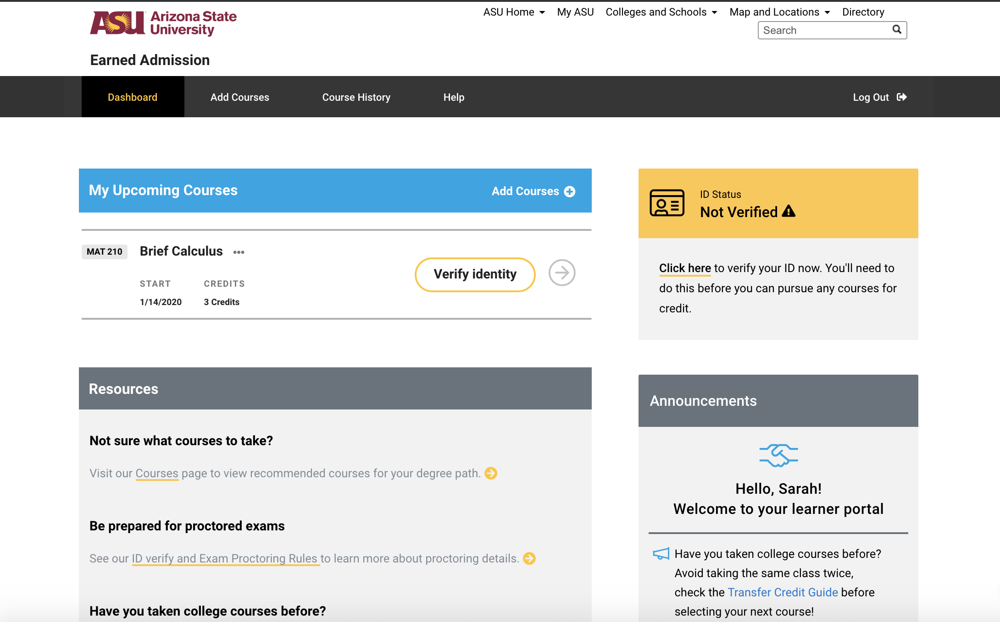 ASU Arizona State University
ASU Home My ASU Colleges and Schools Map and Locations Directory
Search
Earned Admission
Dashboard Add Courses Course History Help Log Out
My Upcoming Courses Add Courses
MAT 210 Brief Calculus
START CREDITS
1/14/2020 3 Credits
Verify identity
ID Status
Not Verified
Click here to verify your ID now. You'll need to
do this before you can pursue any courses for
credit.
Resources
Not sure what courses to take?
Visit our Courses page to view recommended courses for your degree path.
Be prepared for proctored exams
See our ID verify and Exam Proctoring Rules to learn more about proctoring details.
Have you taken college courses before?
Announcements
Hello, Sarah!
Welcome to your learner portal
Have you taken college courses before?
Avoid taking the same class twice,
check the Transfer Credit Guide before
selecting your next course!